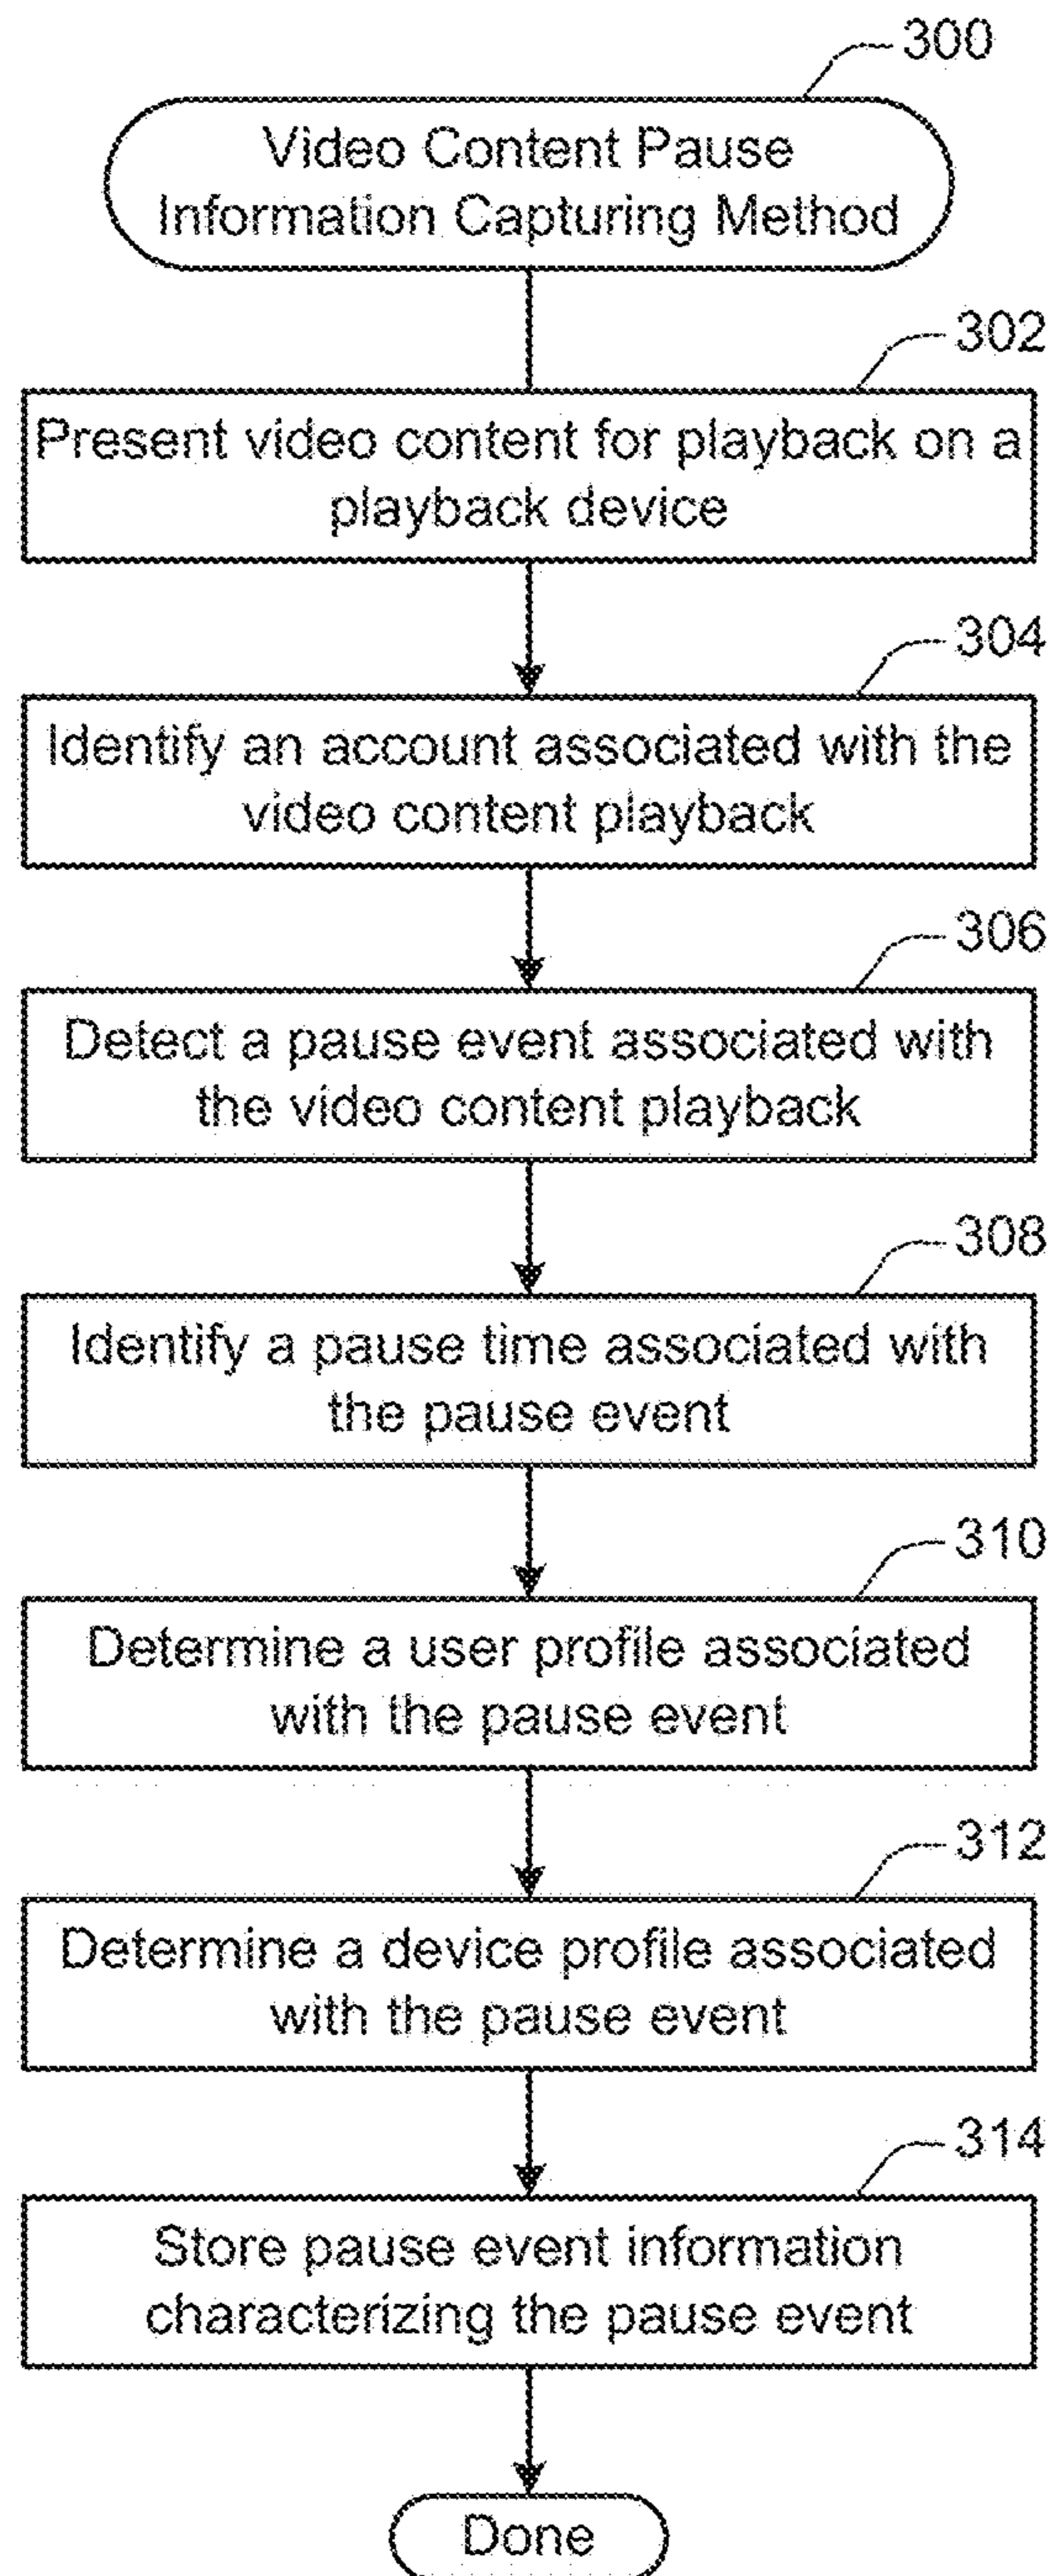 300
Video Content Pause
Information Capturing Method
302
Present video content for playback on a
playback device
304
Identify an account associated with the
video content playback
306
Detect a pause event associated with
the video content playback
308
Identify a pause time associated with
the pause event
310
Determine a user profile associated
with the pause event
312
Determine a device profile associated
with the pause event
314
Store pause event information
characterizing the pause event
Done